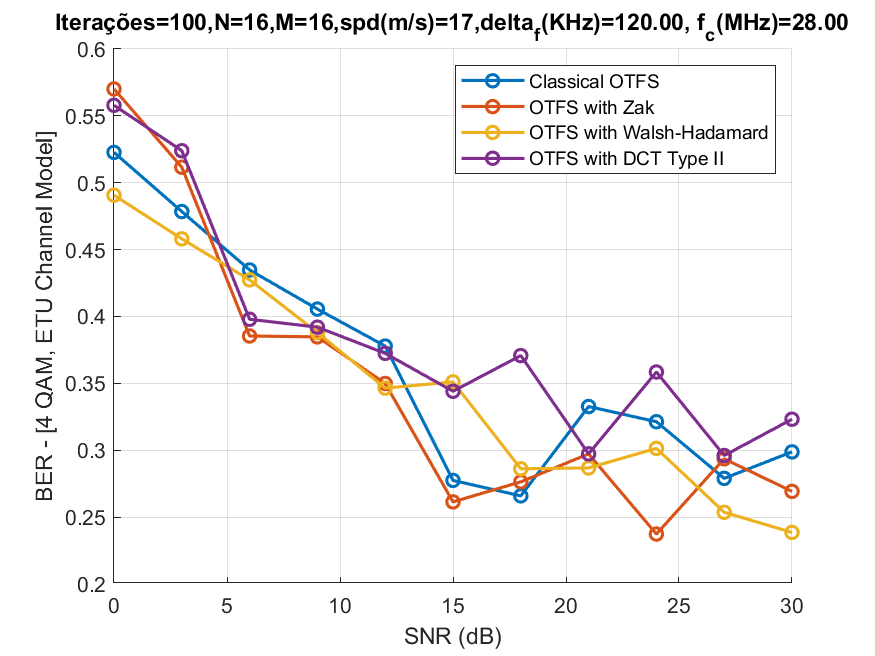 Iterações=100,N=16,M=16,spd(m/s)=17,delta_f(KHz)=120.00, f_c(MHz)=28.00
Classical OTFS
OTFS with Zak
OTFS with Walsh-Hadamard
OTFS with DCT Type II
BER - [4 QAM, ETU Channel Model]
0.6
0.55
0.5
0.45
0.4
0.35
0.3
0.25
0.2
0 5 10 15 20 25 30
SNR (dB)